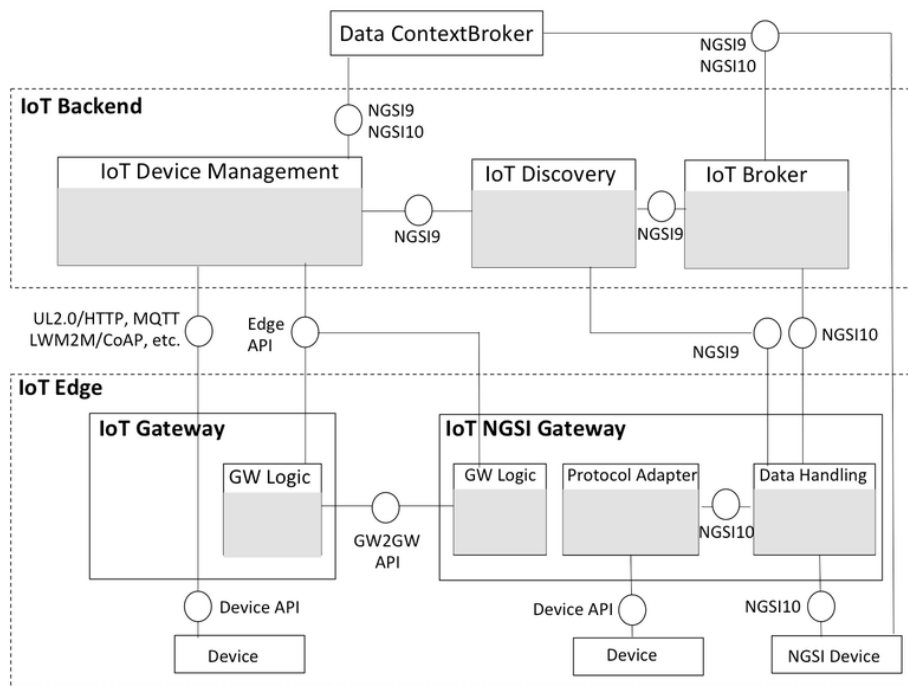 Data ContextBroker
NGSI9
NGSI10
IoT Backend
NGSI9
NGSI10
IoT Device Management
IoT Discovery
IoT Broker
NGSI9
NGSI9
UL2.0/HTTP, MQTT
LWM2M/CoAP, etc.
Edge
API
NGSI9
NGSI10
IoT Edge
IoT Gateway
IoT NGSI Gateway
GW Logic
GW Logic
Protocol Adapter
Data Handling
GW2GW
API
NGSI10
Device API
Device API
NGSI10
Device
Device
NGSI Device